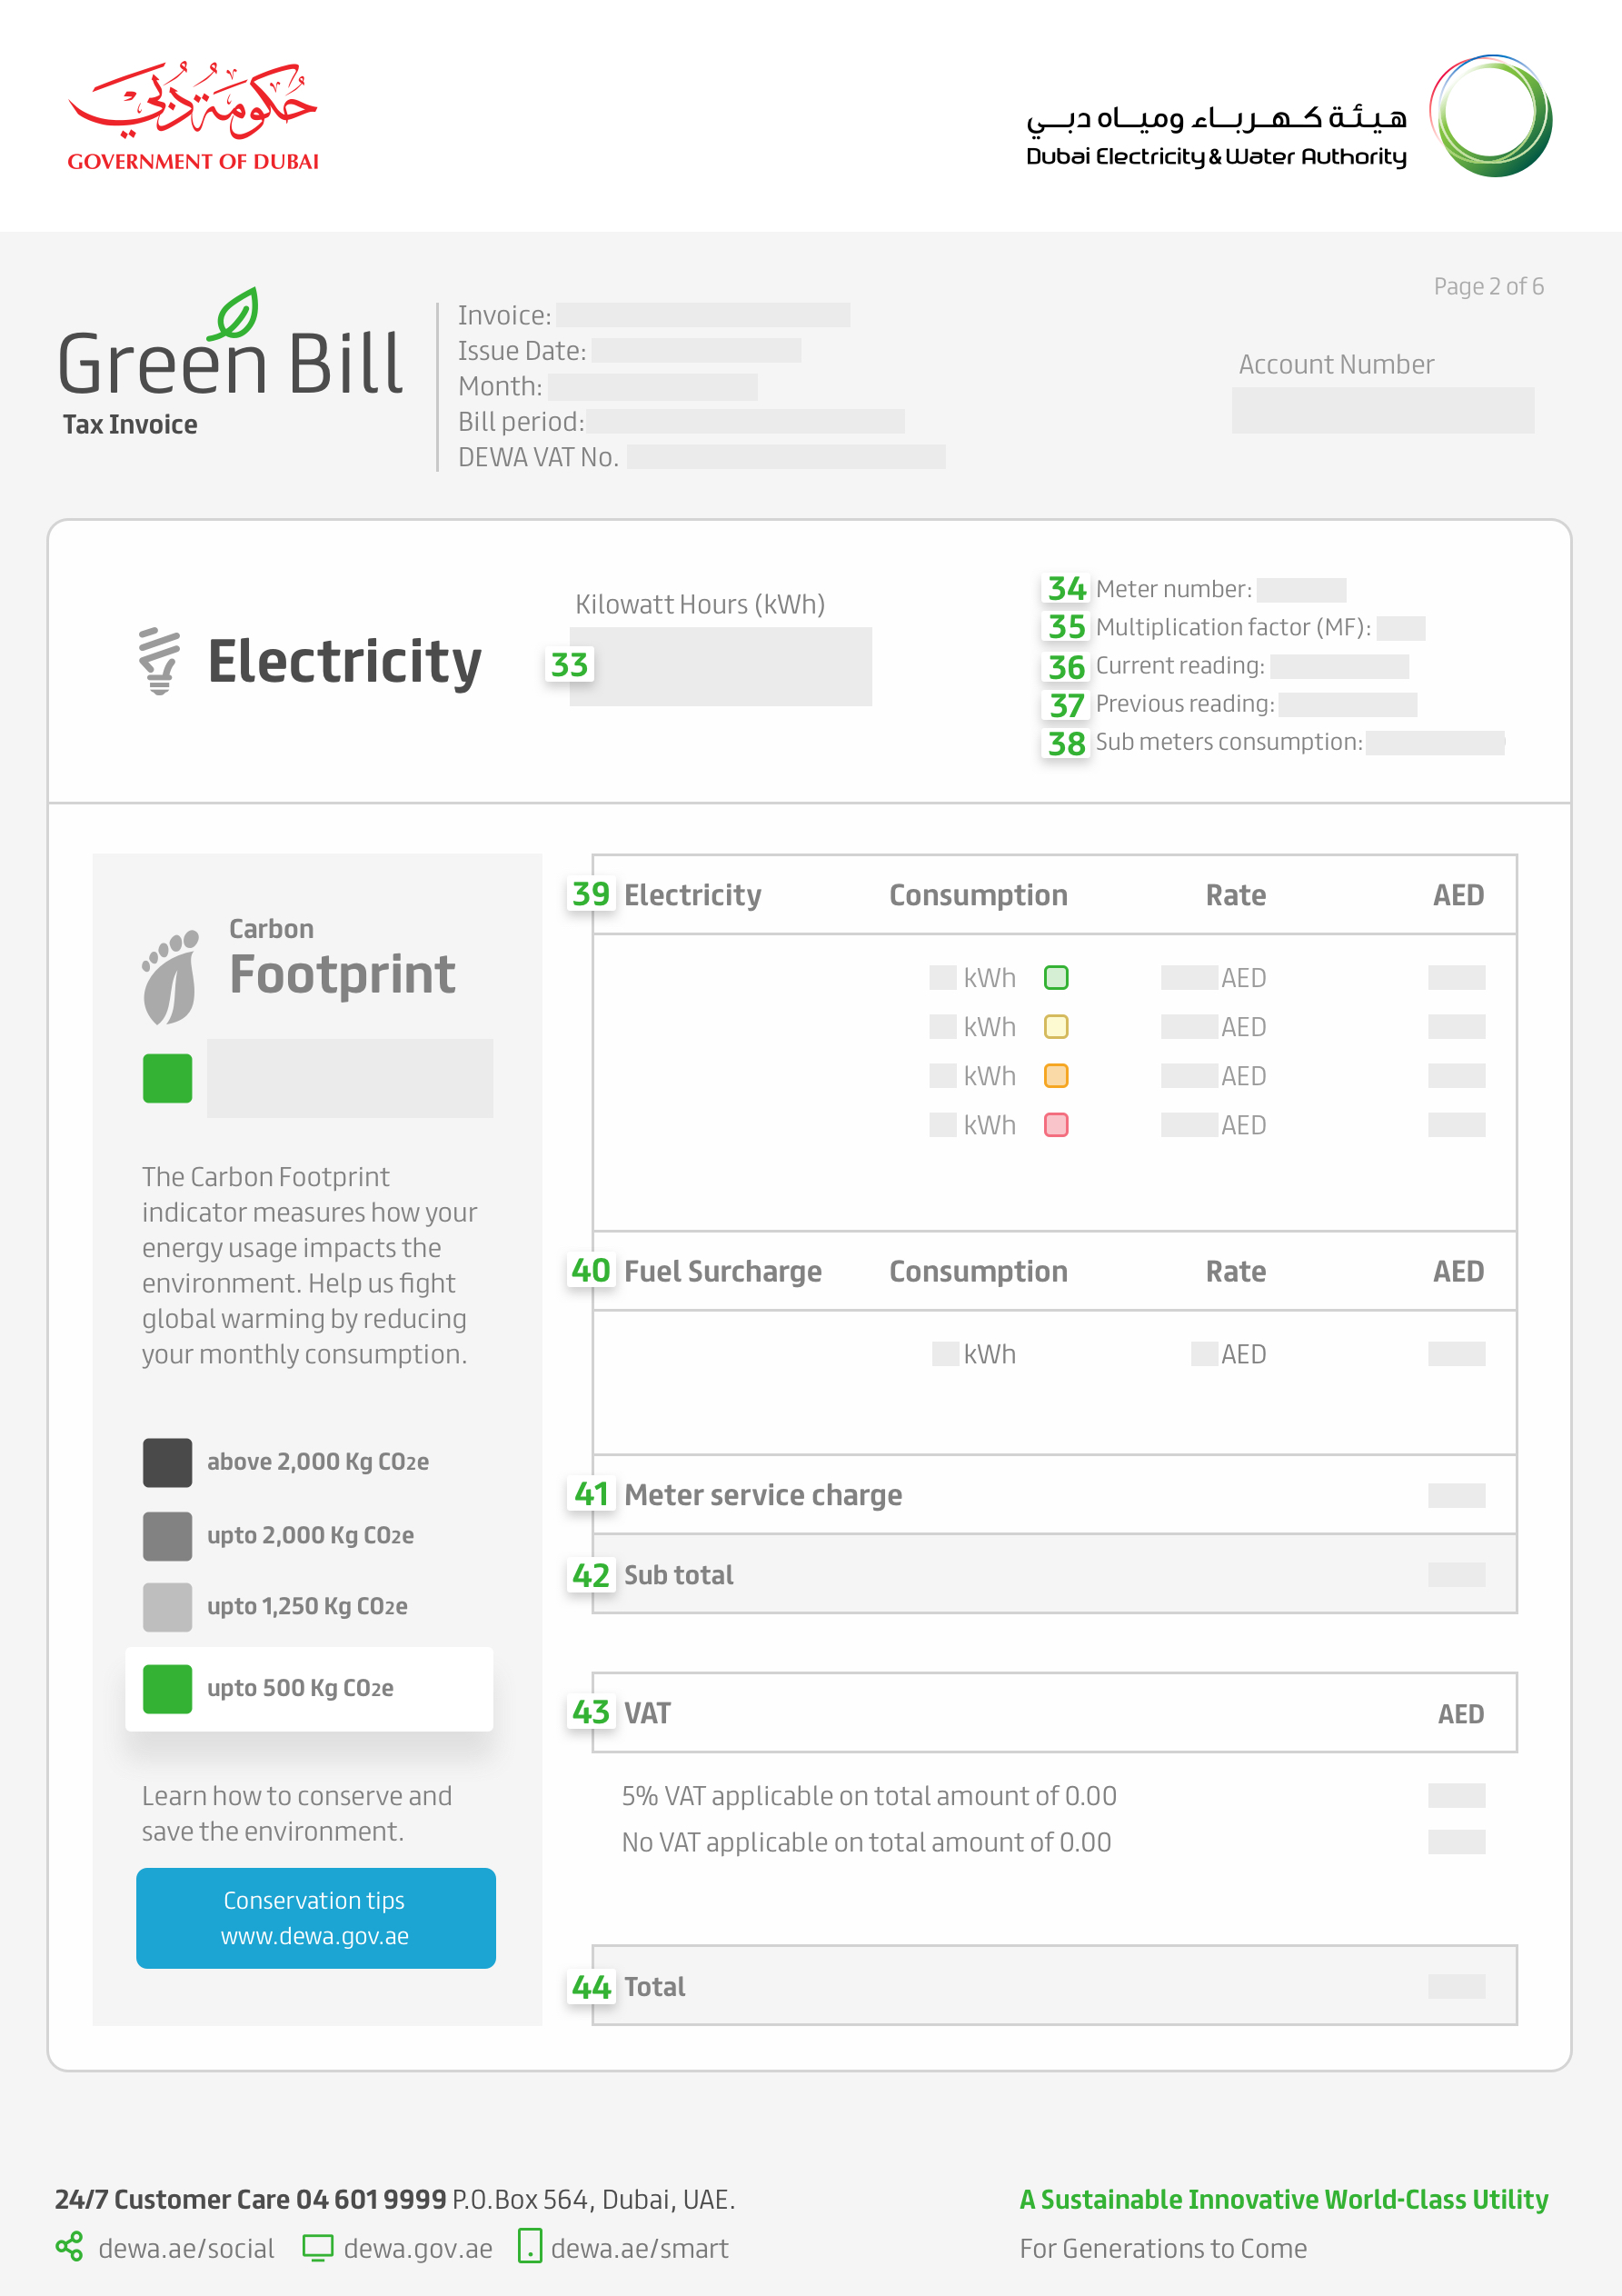 حكومة دبي
GOVERNMENT OF DUBAI
هيئة كهرباء ومياه دبي
Dubai Electricity & Water Authority
Page 2 of 6
Green Bill
Tax Invoice
Invoice:
Issue Date:
Month:
Bill period:
DEWA VAT No.
Account Number
Electricity
Kilowatt Hours (kWh)
33
34 Meter number:
35 Multiplication factor (MF):
36 Current reading:
37 Previous reading:
38 Sub meters consumption:
Carbon
Footprint
The Carbon Footprint
indicator measures how your
energy usage impacts the
environment. Help us fight
global warming by reducing
your monthly consumption.
above 2,000 Kg CO2e
upto 2,000 Kg CO2e
upto 1,250 Kg CO2e
upto 500 Kg CO2e
Learn how to conserve and
save the environment.
Conservation tips
www.dewa.gov.ae
39 Electricity Consumption Rate AED
kWh AED
kWh AED
kWh AED
kWh AED
40 Fuel Surcharge Consumption Rate AED
kWh AED
41 Meter service charge
42 Sub total
43 VAT AED
5% VAT applicable on total amount of 0.00
No VAT applicable on total amount of 0.00
44 Total
24/7 Customer Care 04 601 9999 P.O.Box 564, Dubai, UAE.
dewa.ae/social dewa.gov.ae dewa.ae/smart
A Sustainable Innovative World-Class Utility
For Generations to Come